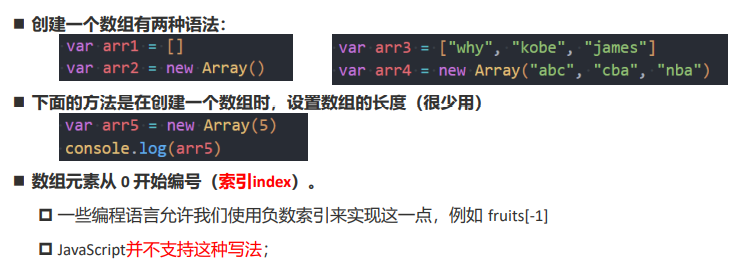 ■ 创建一个数组有两种语法：
var arr1 = []
var arr2 = new Array()
var arr3 = ["why", "kobe", "james"]
var arr4 = new Array("abc", "cba", "nba")
■ 下面的方法是在创建一个数组时，设置数组的长度（很少用）
var arr5 = new Array(5)
console.log(arr5)
■ 数组元素从 0 开始编号（索引index）。
一些编程语言允许我们使用负数索引来实现这一点，例如 fruits[-1]
JavaScript并不支持这种写法；